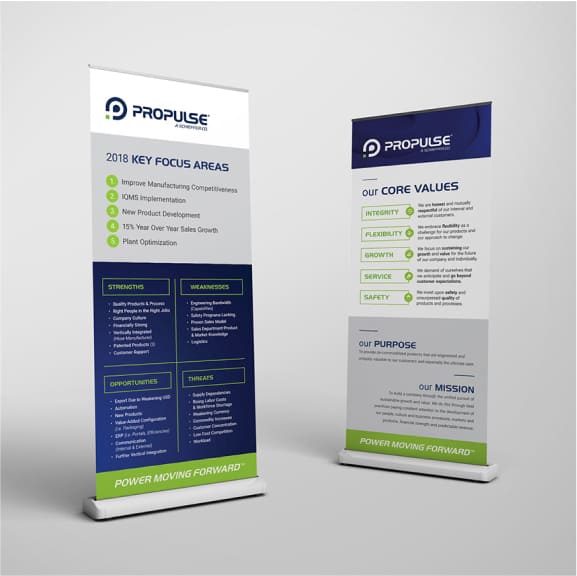 PROPULSE
A SCHIEFFER CO.
2018 KEY FOCUS AREAS
1 Improve Manufacturing Competitiveness
2 IQMS Implementation
3 New Product Development
4 15% Year Over Year Sales Growth
5 Plant Optimization
STRENGTHS
• Quality Products & Process
• Right People in the Right Jobs
• Company Culture
• Financially Strong
• Vertically Integrated
(Hose Manufacturer)
• Patented Products
• Customer Support
WEAKNESSES
• Engineering Bandwidth
(Capabilities)
• Safety Programs Lacking
• Proven Sales Model
• Sales Department Product
& Market Knowledge
• Logistics
OPPORTUNITIES
• Export Due to Weakening USD
• Automation
• New Products
• Value-Added Configuration
(i.e. Packaging)
• ERP (i.e. Portals, Efficiencies)
• Communication
(Internal & External)
• Further Vertical Integration
THREATS
• Supply Dependencies
• Rising Labor Costs
& Workforce Shortage
• Weakening Currency
• Commodity Increases
• Customer Concentration
• Low Cost Competition
• Workload
POWER MOVING FORWARD™
PROPULSE
A SCHIEFFER CO.
our CORE VALUES
INTEGRITY
We are honest and mutually
respectful of our internal and
external customers.
FLEXIBILITY
We embrace flexibility as a
challenge for our products and
our approach to change
GROWTH
We focus on sustaining our
growth and value for the future
of our company and individually.
SERVICE
We demand of ourselves that
we anticipate and go beyond
customer expectations.
SAFETY
We insist upon safety and
unsurpassed quality of
products and processes
our PURPOSE
To provide de-commoditized products that are engineered and
probably valuable to our customers and especially the ultimate user.
our MISSION
To build a company through the unified pursuit of
sustainable growth and value. We do this through best
practices paying constant attention to the development of
our people, culture and business processes, markets and
products, financial strength and predictable revenue.
POWER MOVING FORWARD™